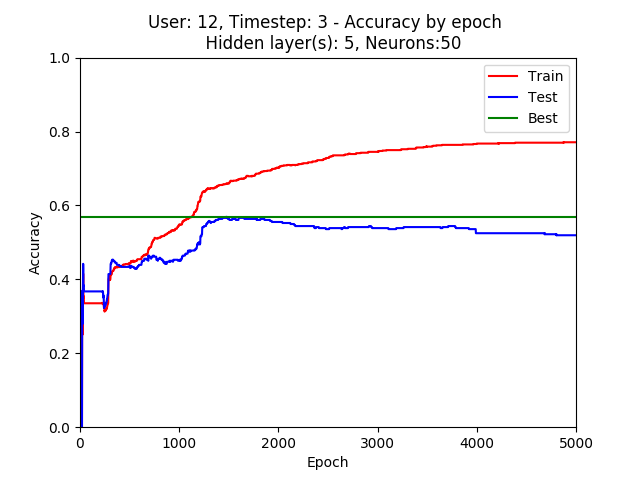 User: 12, Timestep: 3 - Accuracy by epoch
Hidden layer(s): 5, Neurons:50
1.0
0.8
0.6
0.4
0.2
0.0
Accuracy
Train
Test
Best
0
1000
2000
3000
4000
5000
Epoch